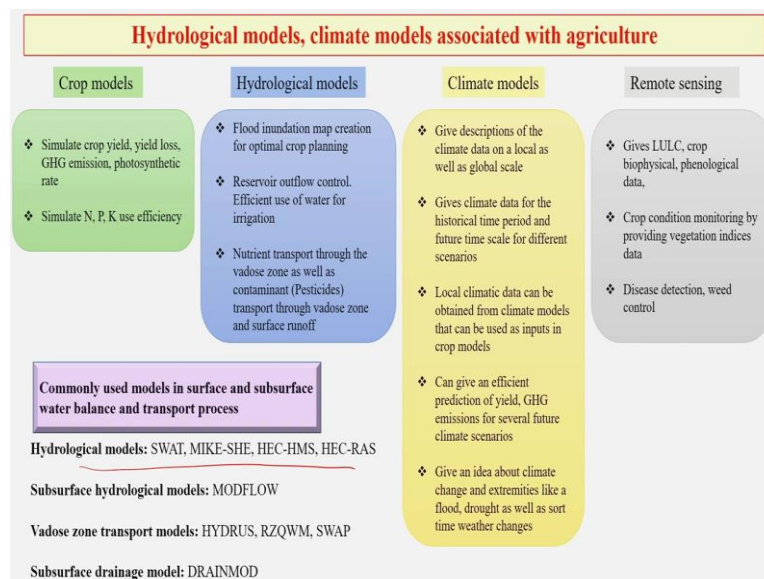 Hydrological models, climate models associated with agriculture
Crop models
❖ Simulate crop yield, yield loss,
GHG emission, photosynthetic
rate
❖ Simulate N, P, K use efficiency
Hydrological models
❖ Flood inundation map creation
for optimal crop planning
❖ Reservoir outflow control.
Efficient use of water for
irrigation
❖ Nutrient transport through the
vadose zone as well as
contaminant (Pesticides)
transport through vadose zone
and surface runoff
Climate models
❖ Give descriptions of the
climate data on a local as
well as global scale
❖ Gives climate data for the
historical time period and
future time scale for different
scenarios
❖ Local climatic data can be
obtained from climate models
that can be used as inputs in
crop models
❖ Can give an efficient
prediction of yield, GHG
emissions for several future
climate scenarios
❖ Give an idea about climate
change and extremities like a
flood, drought as well as sort
time weather changes
Remote sensing
❖ Gives LULC, crop
biophysical, phenological
data,
❖ Crop condition monitoring by
providing vegetation indices
data
❖ Disease detection, weed
control
Commonly used models in surface and subsurface
water balance and transport process
Hydrological models: SWAT, MIKE-SHE, HEC-HMS, HEC-RAS
Subsurface hydrological models: MODFLOW
Vadose zone transport models: HYDRUS, RZQWM, SWAP
Subsurface drainage model: DRAINMOD